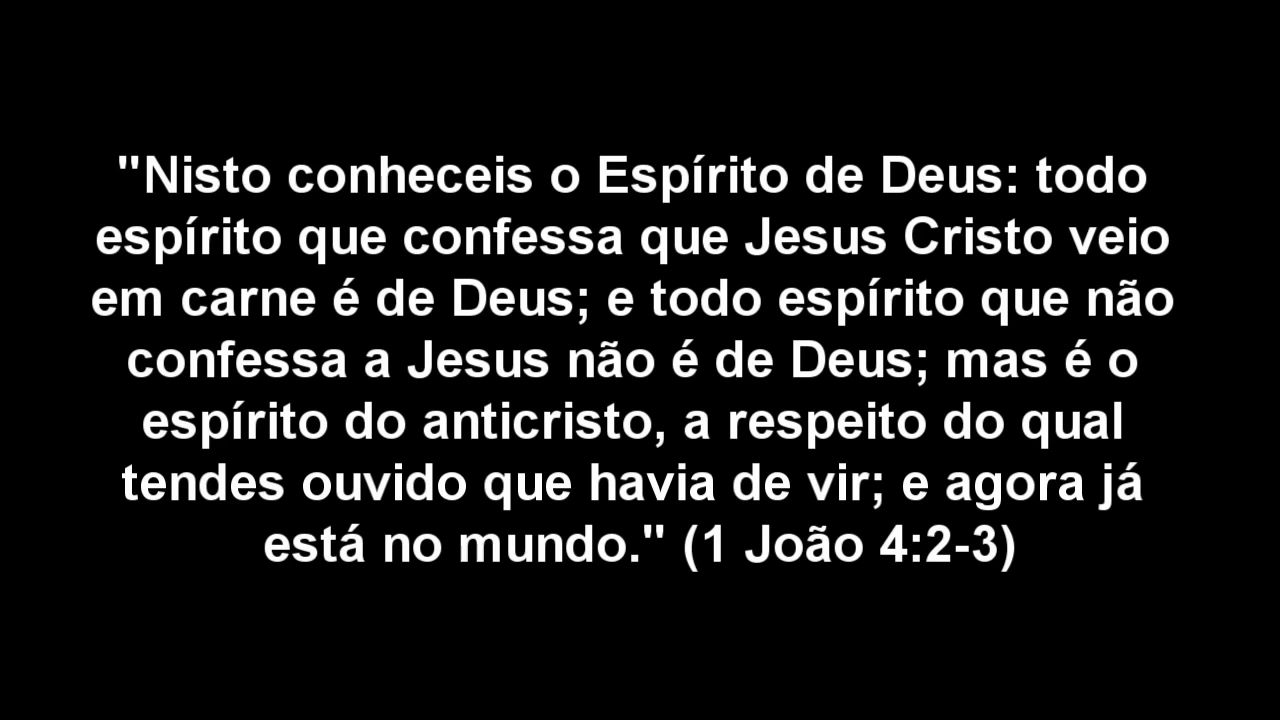 "Nisto conheceis o Espírito de Deus: todo
espírito que confessa que Jesus Cristo veio
em carne é de Deus; e todo espírito que não
confessa a Jesus não é de Deus; mas é o
espírito do anticristo, a respeito do qual
tendes ouvido que havia de vir; e agora já
está no mundo." (1 João 4:2-3)